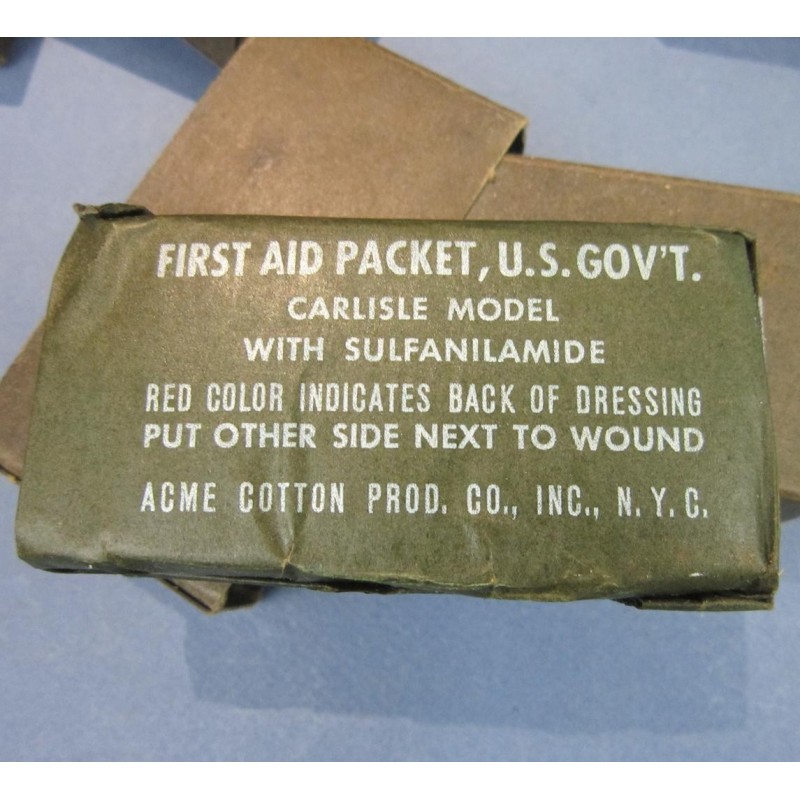 FIRST AID PACKET, U.S. GOV'T.
CARLISLE MODEL
WITH SULFANILAMIDE
RED COLOR INDICATES BACK OF DRESSING
PUT OTHER SIDE NEXT TO WOUND
ACME COTTON PROD. CO., INC., N. Y. C.